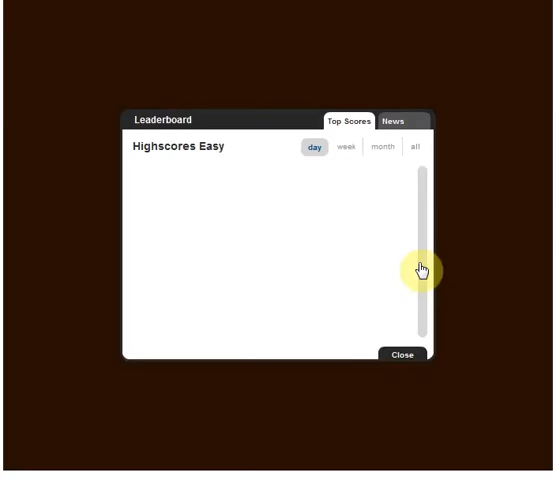 Leaderboard
Top Scores
News
Highscores Easy
day
week
month
all
Close